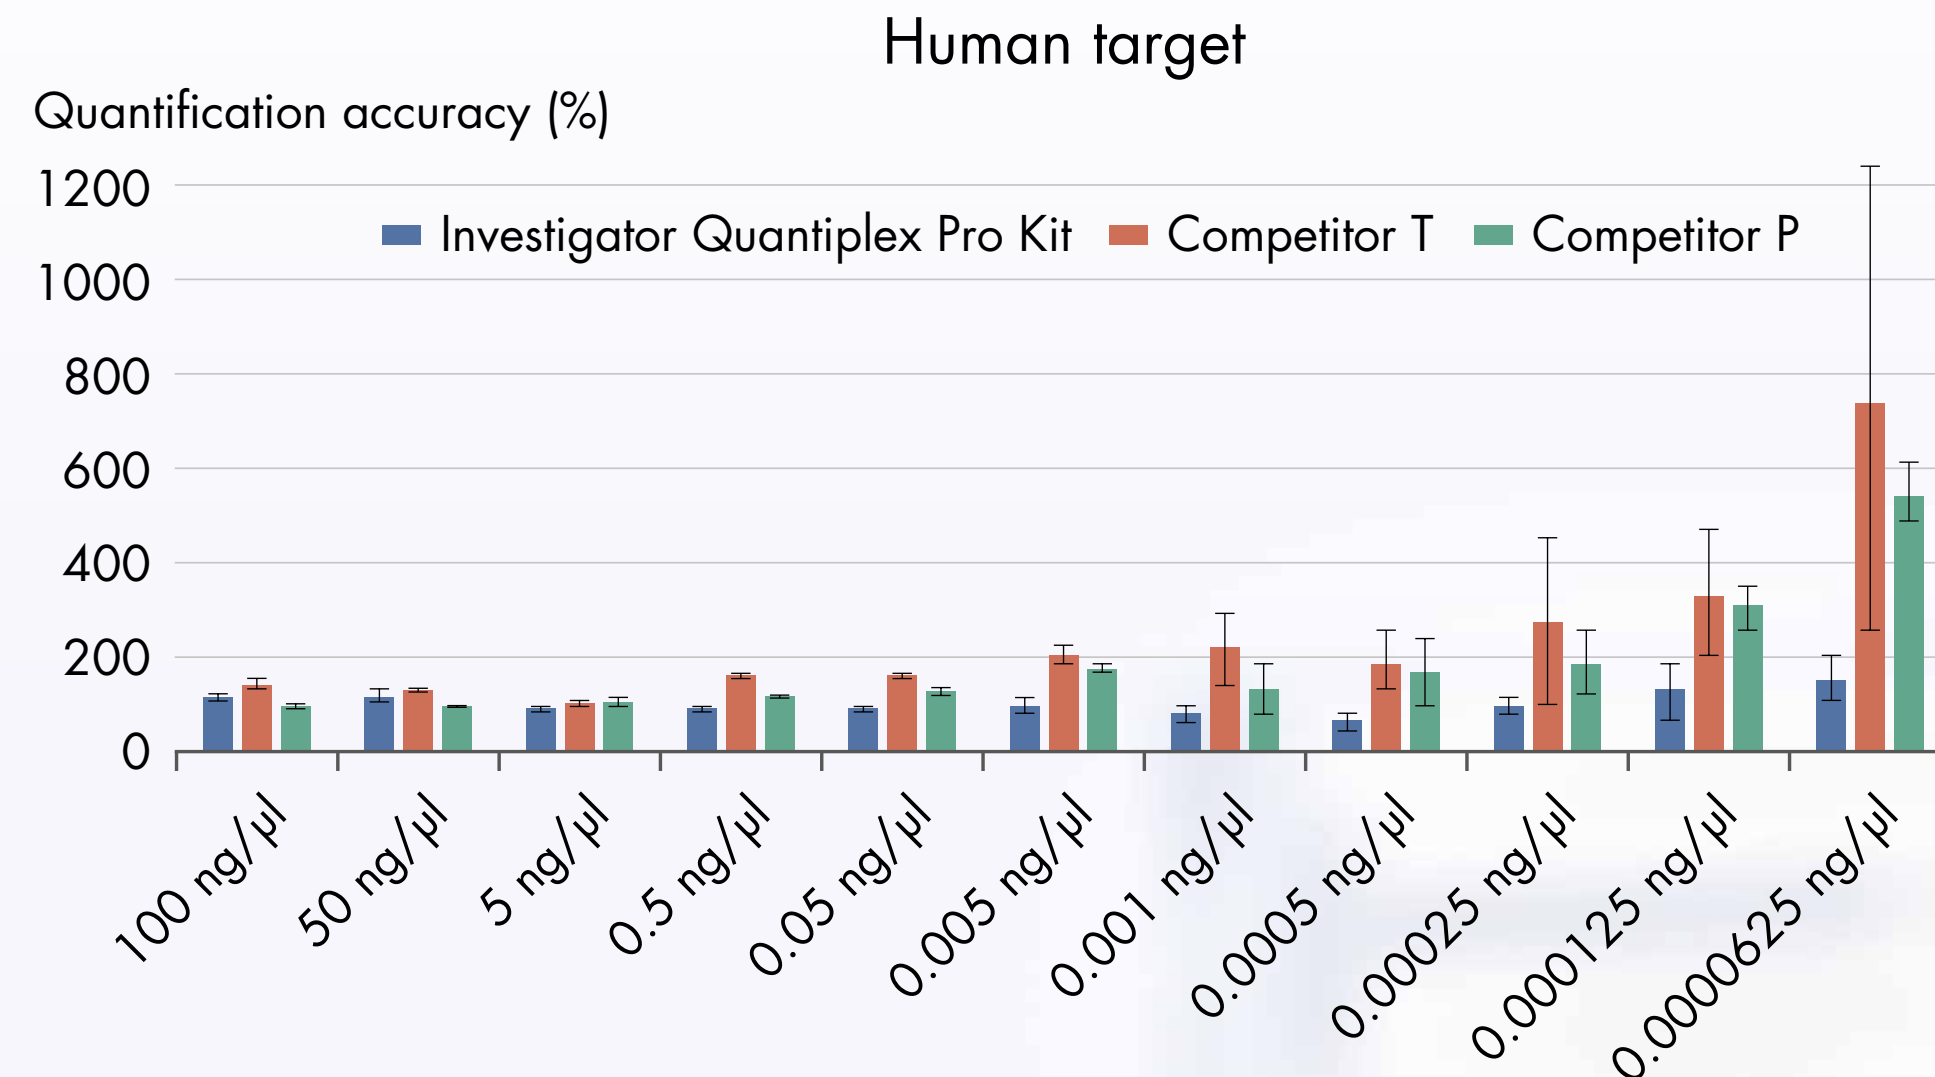 Human target
Quantification accuracy (%)
1200
Investigator Quantiplex Pro Kit Competitor T Competitor P
1000
800
600
400
200
0
100 ng/µl
50 ng/µl
5 ng/µl
0.5 ng/µl
0.05 ng/µl
0.005 ng/µl
0.001 ng/µl
0.0005 ng/µl
0.00025 ng/µl
0.000125 ng/µl
0.0000625 ng/µl